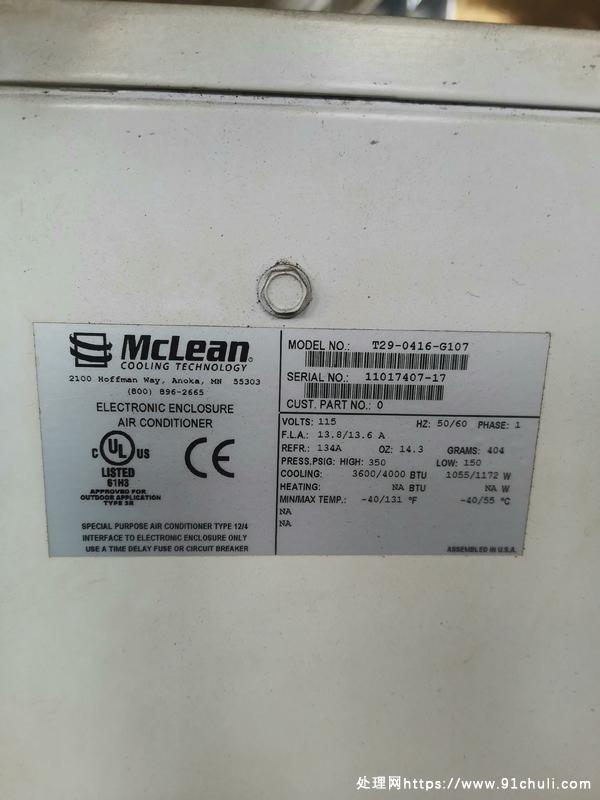 McLean
COOLING TECHNOLOGY
2100 Hoffman Way, Anoka, MN 55303
(800) 896-2665
ELECTRONIC ENCLOSURE
AIR CONDITIONER
C UL US
LISTED
61H3
APPROVED FOR
OUTDOOR APPLICATION
TYPE 3R
CE
SPECIAL PURPOSE AIR CONDITIONER TYPE 12/4
INTERFACE TO ELECTRONIC ENCLOSURE ONLY
USE A TIME DELAY FUSE OR CIRCUIT BREAKER
MODEL NO.: T29-0416-G107
SERIAL NO.: 11017407-17
CUST. PART NO.: 0
VOLTS: 115 HZ: 50/60 PHASE: 1
F.L.A.: 13.8/13.6 A
REFR.: 134A OZ: 14.3 GRAMS: 404
PRESS.PSIG: HIGH: 350 LOW: 150
COOLING: 3600/4000 BTU 1055/1172 W
HEATING: NA BTU NA W
MIN/MAX TEMP.: -40/131 °F -40/55 °C
NA
NA
ASSEMBLED IN U.S.A.
处理网https://www.91chuli.com